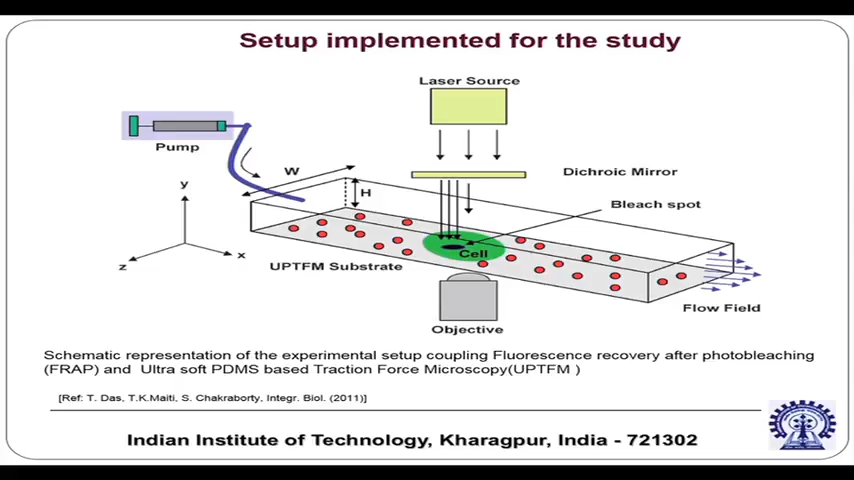 Setup implemented for the study
Laser Source
Pump
Dichroic Mirror
W
H
y
Bleach spot
Cell
z
x
UPTFM Substrate
Flow Field
Objective
Schematic representation of the experimental setup coupling Fluorescence recovery after photobleaching
(FRAP) and Ultra soft PDMS based Traction Force Microscopy(UPTFM )
[Ref: T. Das, T.K.Maiti, S. Chakraborty, Integr. Biol. (2011)]
Indian Institute of Technology, Kharagpur, India - 721302